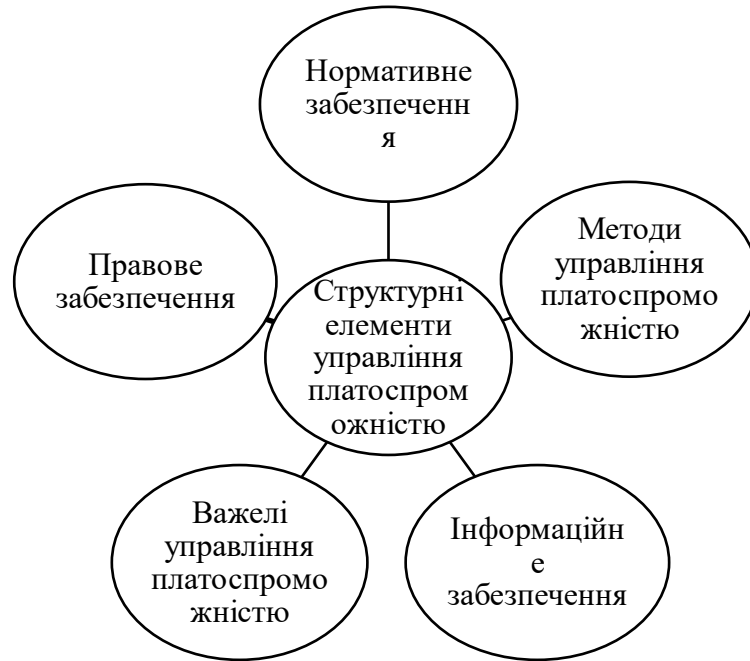 Нормативне
забезпеченн
я
Правове
забезпечення
Методи
управління
платоспромо
жністю
Структурні
елементи
управління
платоспром
ожністю
Важелі
управління
платоспромо
жністю
Інформаційн
е
забезпечення